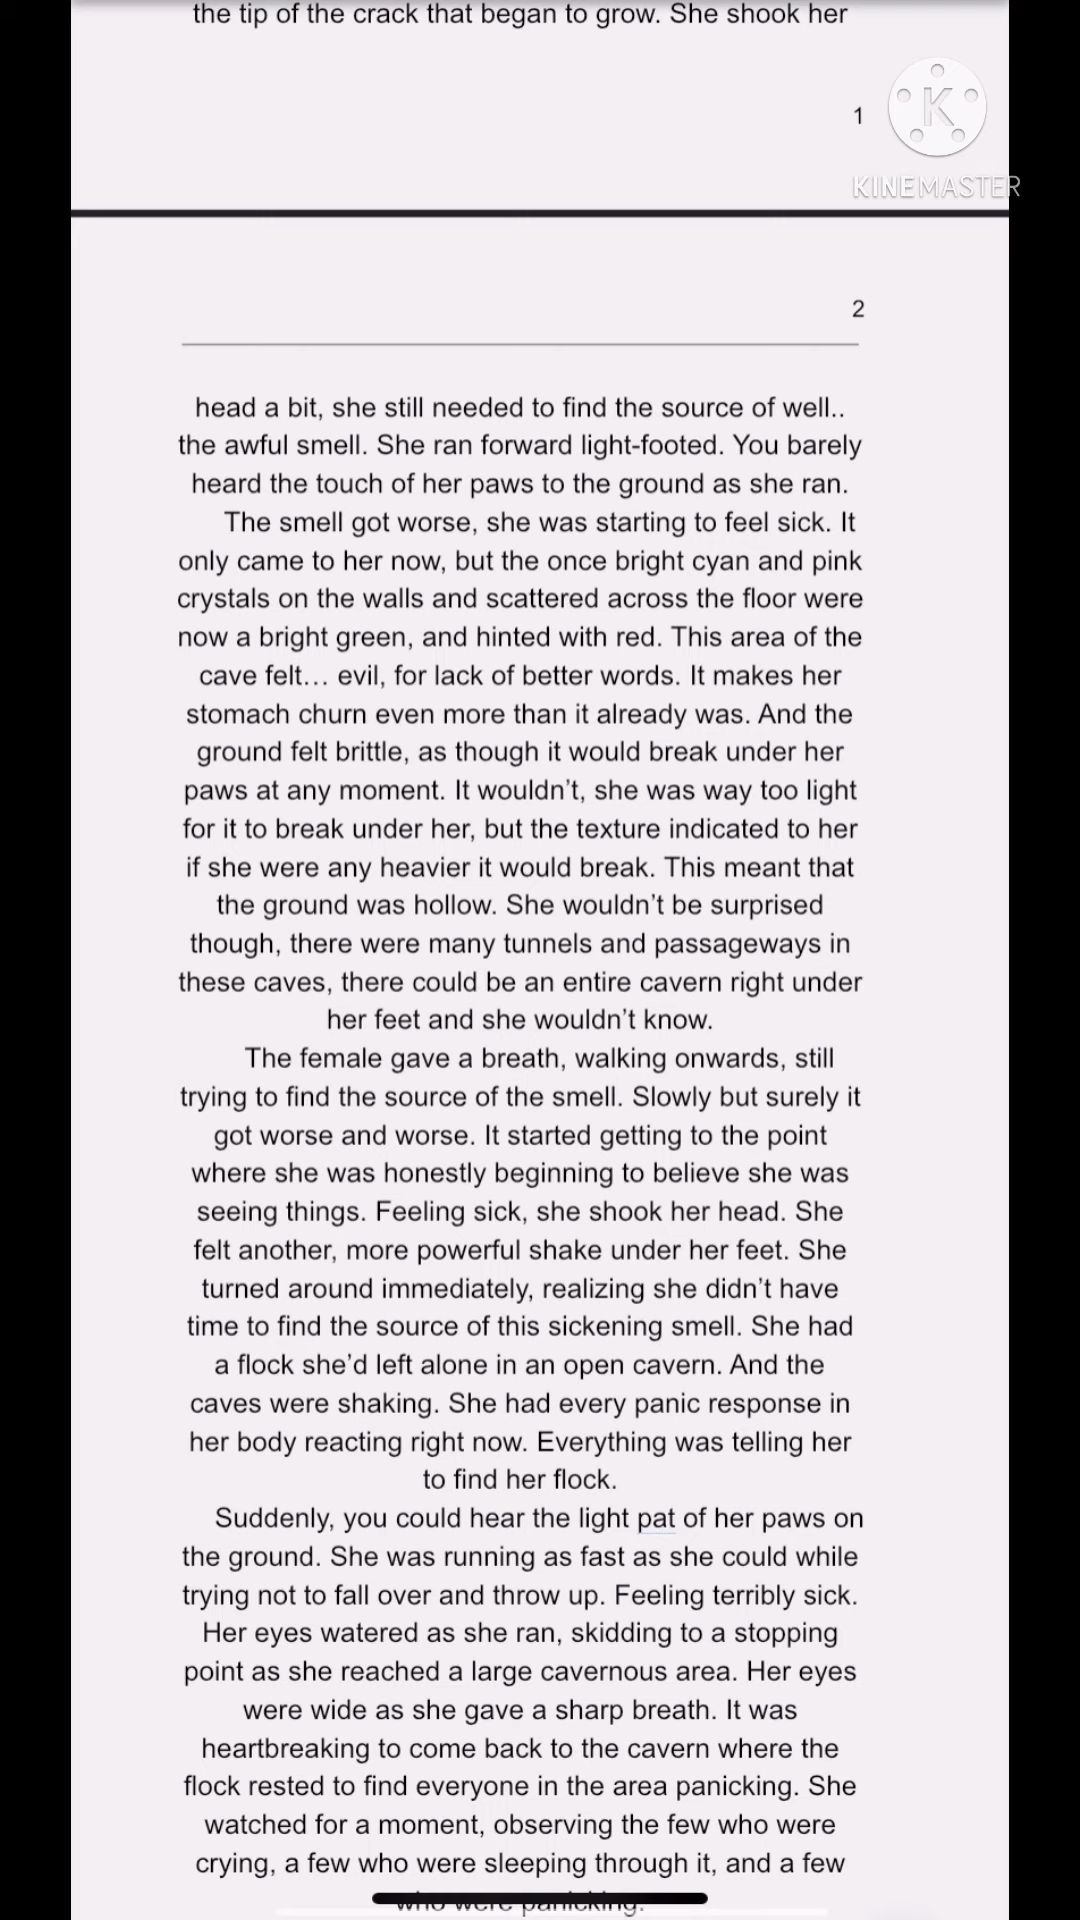 the tip of the crack that began to grow. She shook her
1
K
KINEMASTER
2
head a bit, she still needed to find the source of well..
the awful smell. She ran forward light-footed. You barely
heard the touch of her paws to the ground as she ran.
The smell got worse, she was starting to feel sick. It
only came to her now, but the once bright cyan and pink
crystals on the walls and scattered across the floor were
now a bright green, and hinted with red. This area of the
cave felt... evil, for lack of better words. It makes her
stomach churn even more than it already was. And the
ground felt brittle, as though it would break under her
paws at any moment. It wouldn’t, she was way too light
for it to break under her, but the texture indicated to her
if she were any heavier it would break. This meant that
the ground was hollow. She wouldn’t be surprised
though, there were many tunnels and passageways in
these caves, there could be an entire cavern right under
her feet and she wouldn’t know.
The female gave a breath, walking onwards, still
trying to find the source of the smell. Slowly but surely it
got worse and worse. It started getting to the point
where she was honestly beginning to believe she was
seeing things. Feeling sick, she shook her head. She
felt another, more powerful shake under her feet. She
turned around immediately, realizing she didn’t have
time to find the source of this sickening smell. She had
a flock she’d left alone in an open cavern. And the
caves were shaking. She had every panic response in
her body reacting right now. Everything was telling her
to find her flock.
Suddenly, you could hear the light pat of her paws on
the ground. She was running as fast as she could while
trying not to fall over and throw up. Feeling terribly sick.
Her eyes watered as she ran, skidding to a stopping
point as she reached a large cavernous area. Her eyes
were wide as she gave a sharp breath. It was
heartbreaking to come back to the cavern where the
flock rested to find everyone in the area panicking. She
watched for a moment, observing the few who were
crying, a few who were sleeping through it, and a few
who were panicking.